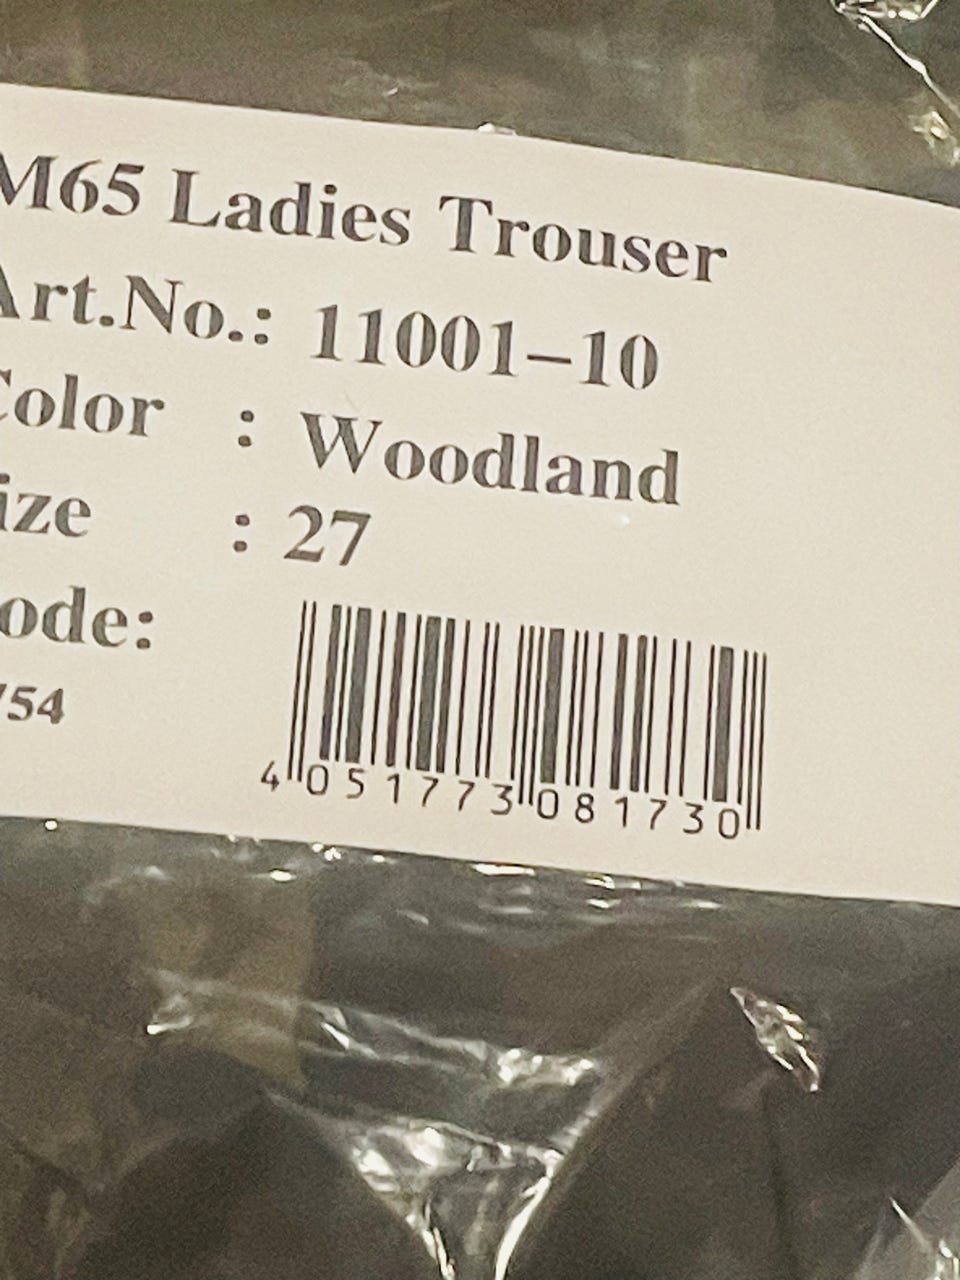 M65 Ladies Trouser
Art.No.: 11001-10
Color : Woodland
ize : 27
ode:
754
4 051773 081730